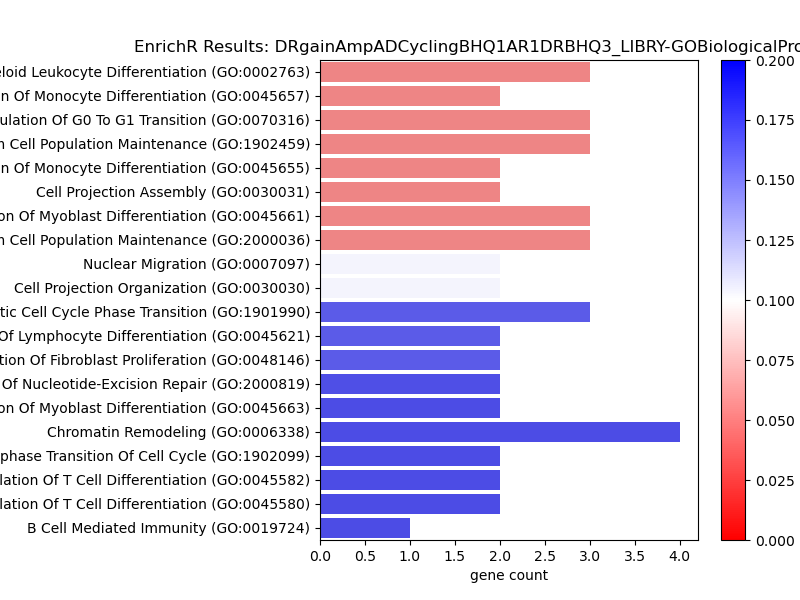 EnrichR Results: DRgainAmpADCyclingBHQ1AR1DRBHQ3_LIBRY-GOBiologicalPro
eloid Leukocyte Differentiation (GO:0002763)
n Of Monocyte Differentiation (GO:0045657)
ulation Of G0 To G1 Transition (GO:0070316)
n Cell Population Maintenance (GO:1902459)
n Of Monocyte Differentiation (GO:0045655)
Cell Projection Assembly (GO:0030031)
on Of Myoblast Differentiation (GO:0045661)
n Cell Population Maintenance (GO:2000036)
Nuclear Migration (GO:0007097)
Cell Projection Organization (GO:0030030)
tic Cell Cycle Phase Transition (GO:1901990)
Of Lymphocyte Differentiation (GO:0045621)
tion Of Fibroblast Proliferation (GO:0048146)
Of Nucleotide-Excision Repair (GO:2000819)
on Of Myoblast Differentiation (GO:0045663)
Chromatin Remodeling (GO:0006338)
phase Transition Of Cell Cycle (GO:1902099)
lation Of T Cell Differentiation (GO:0045582)
lation Of T Cell Differentiation (GO:0045580)
B Cell Mediated Immunity (GO:0019724)
0.0 0.5 1.0 1.5 2.0 2.5 3.0 3.5 4.0
gene count
0.200
0.175
0.150
0.125
0.100
0.075
0.050
0.025
0.000